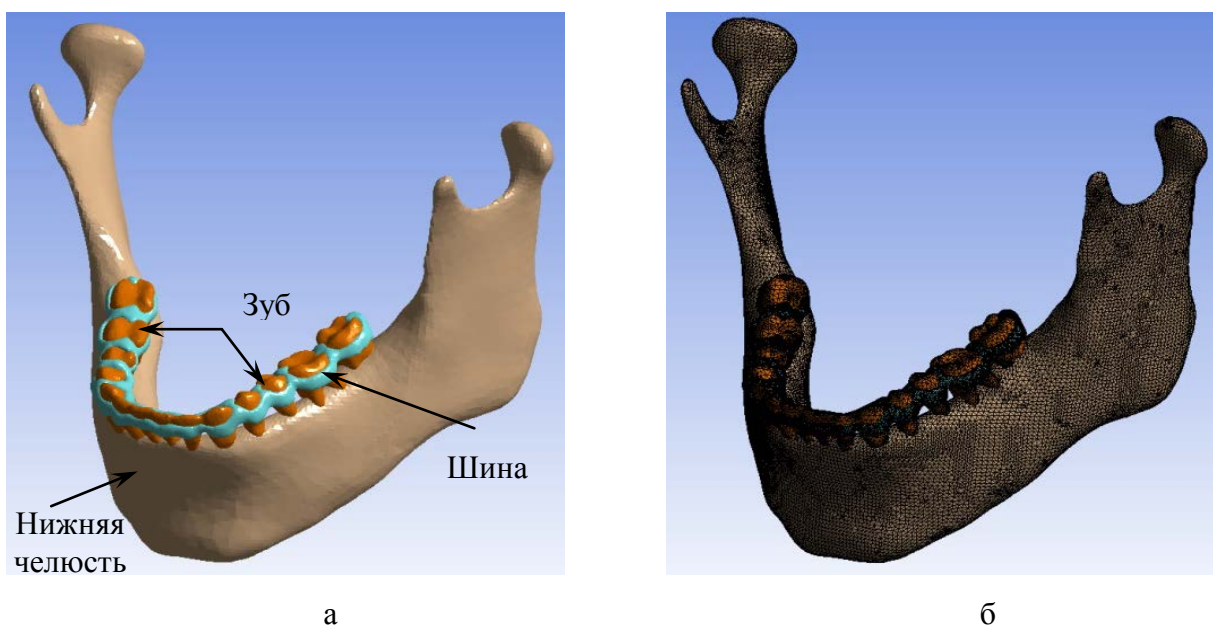 Зуб
Шина
Нижняя
челюсть
а
б